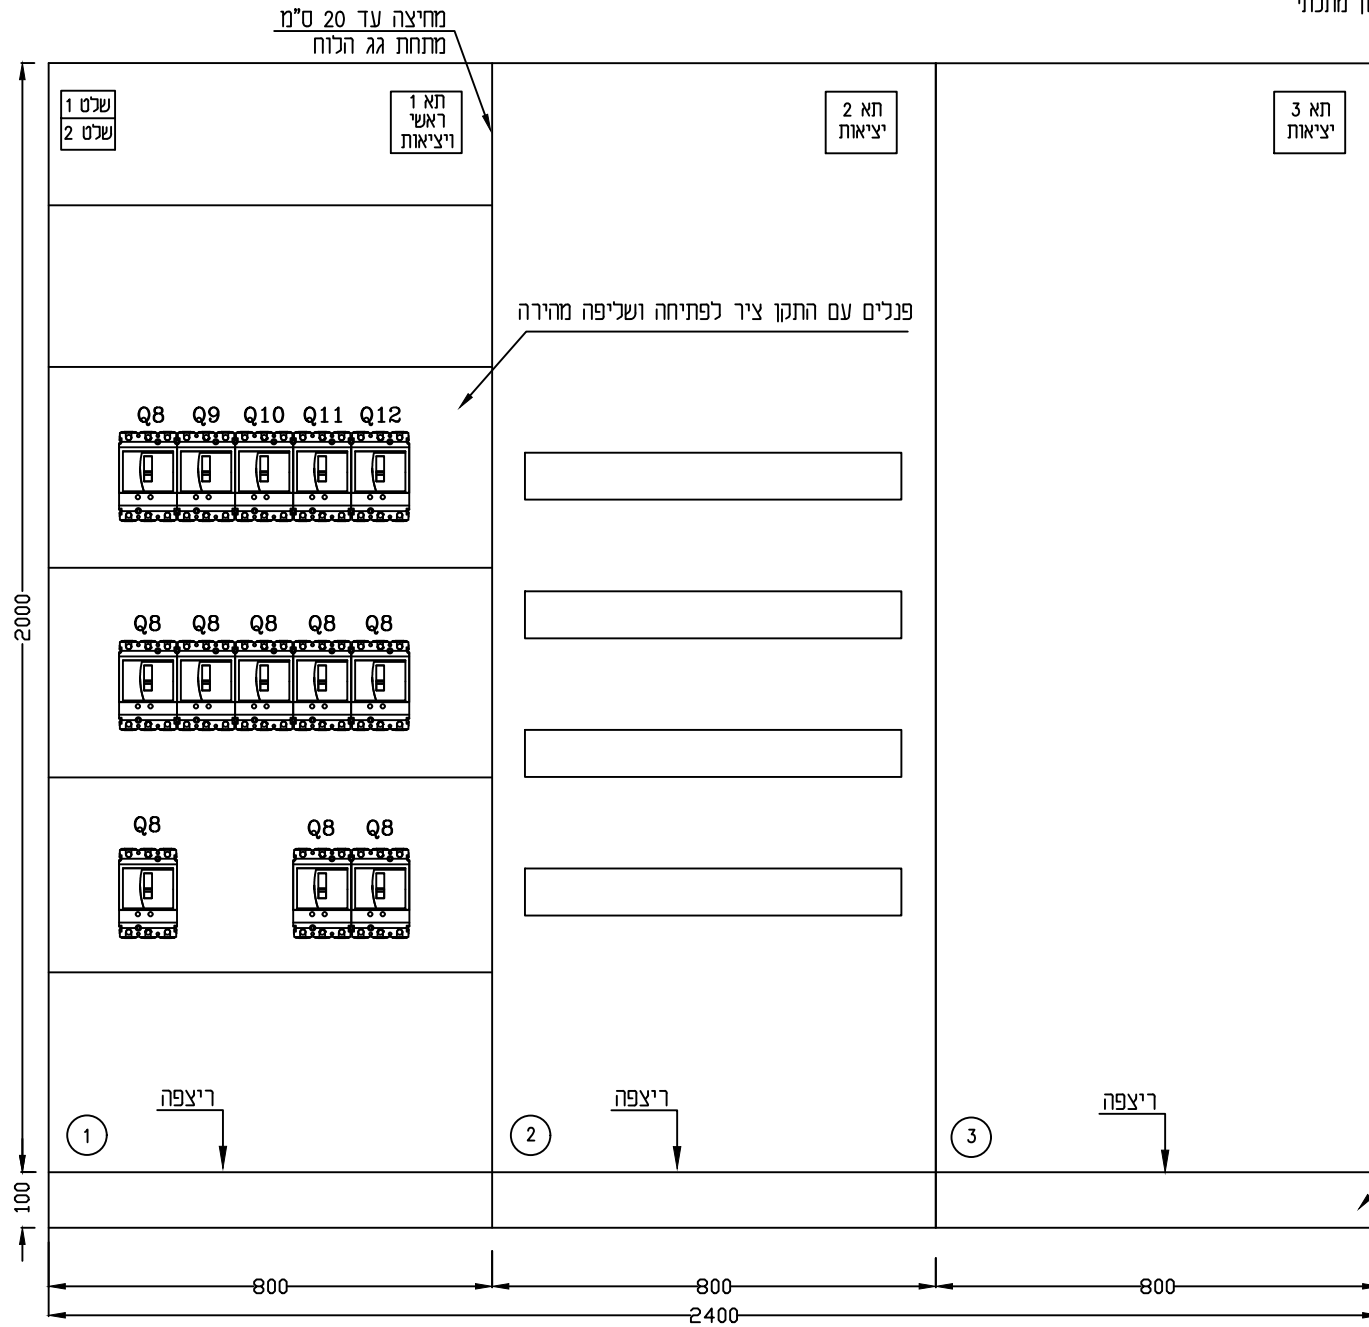 מתכתי
מחיצה עד 20 ס"מ
מתחת גג הלוח
שלט 1
שלט 2
תא 1
ראשי
ויציאות
תא 2
יציאות
תא 3
יציאות
פנלים עם התקן ציר לפתיחה ושליפה מהירה
Q8 Q9 Q10 Q11 Q12
Q8 Q8 Q8 Q8 Q8
Q8 Q8 Q8
2000
ריצפה
ריצפה
ריצפה
1
2
3
100
800
800
800
2400